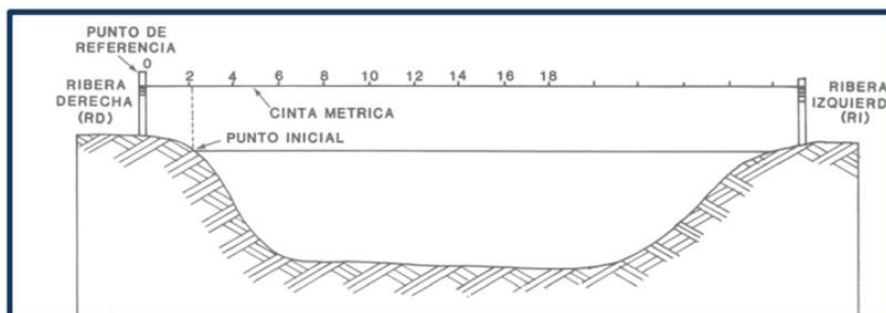 PUNTO DE
REFERENCIA
0
RIBERA
DERECHA
(RD)
2 4 6 8 10 12 14 16 18
RIBERA
IZQUIERD
(RI)
CINTA METRICA
PUNTO INICIAL